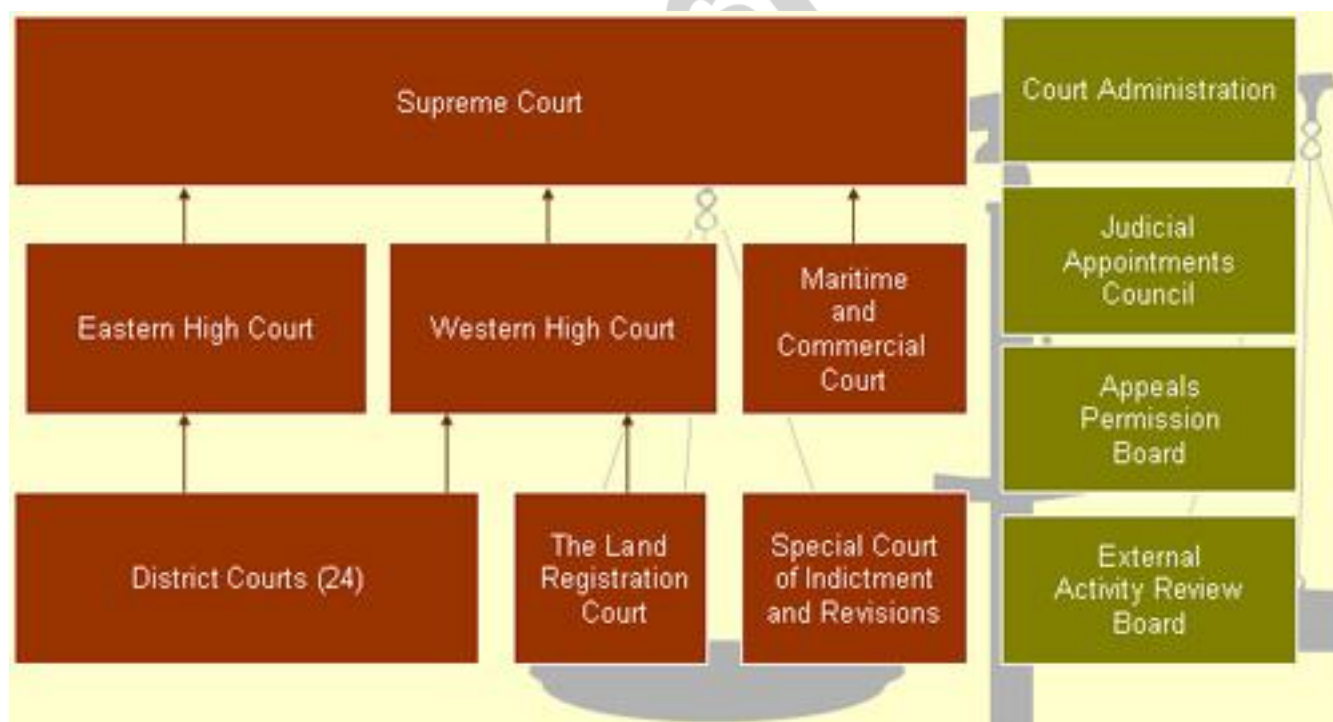 Supreme Court
Court Administration
Eastern High Court
Western High Court
Maritime
and
Commercial
Court
Judicial
Appointments
Council
Appeals
Permission
Board
District Courts (24)
The Land
Registration
Court
Special Court
of Indictment
and Revisions
External
Activity Review
Board